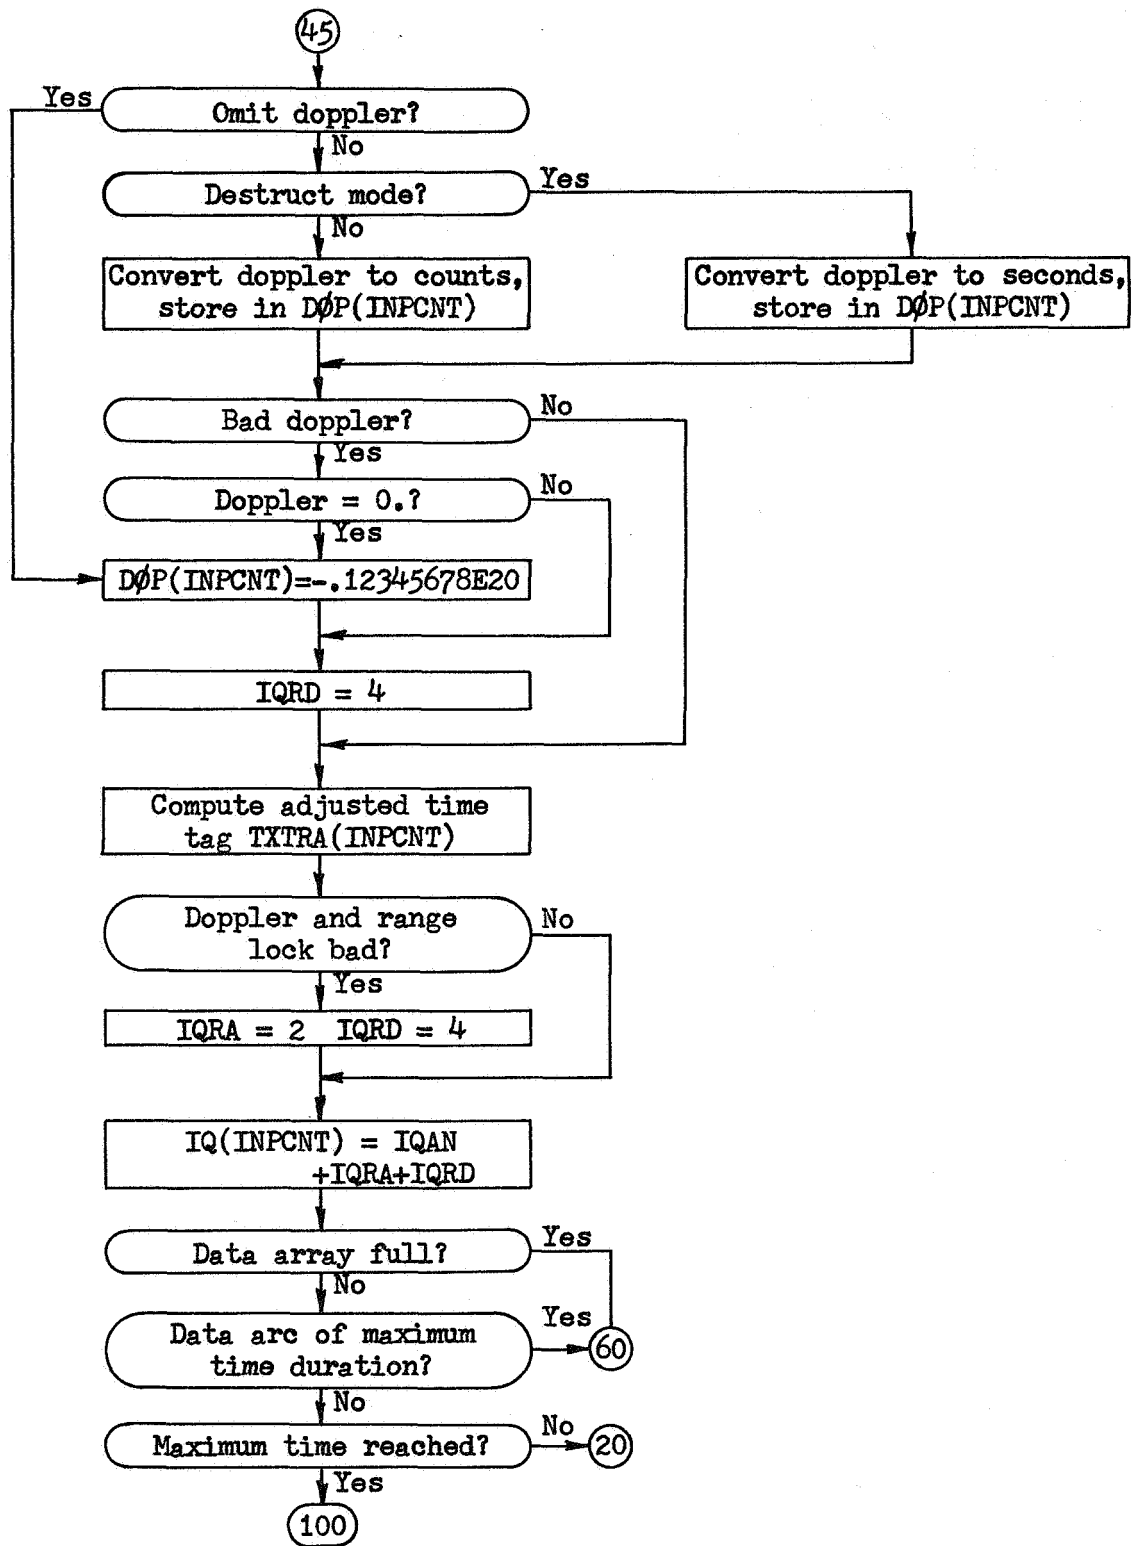 45
Yes
Omit doppler?
No
Destruct mode?
Yes
No
Convert doppler to counts,
store in DØP(INPCNT)
Convert doppler to seconds,
store in DØP(INPCNT)
Bad doppler?
No
Yes
Doppler = 0.?
No
Yes
DØP(INPCNT)=-.12345678E20
IQRD = 4
Compute adjusted time
tag TXTRA(INPCNT)
Doppler and range
lock bad?
No
Yes
IQRA = 2 IQRD = 4
IQ(INPCNT) = IQAN
+IQRA+IQRD
Data array full?
Yes
No
Data arc of maximum
time duration?
Yes
60
No
Maximum time reached?
No
20
Yes
100